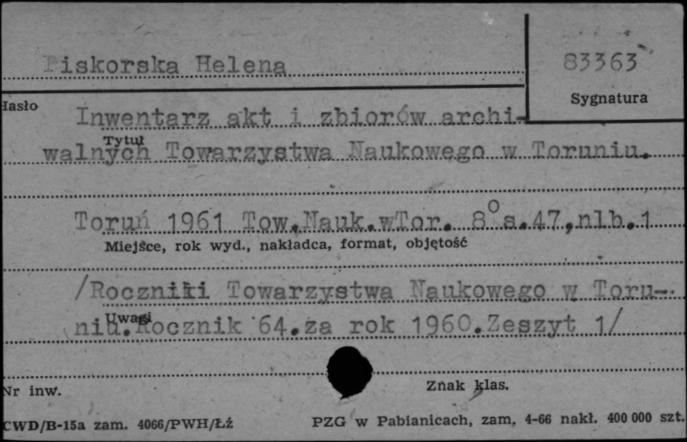 Piskorska Helena
83363
Sygnatura
Hasło
Inwentarz akt i zbiorów archi-
Tytuł
walnych Towarzystwa Naukowego w Toruniu.
Toruń 1961 Tow.Nauk.wTor. 8° s.47,nlb.1
Miejsce, rok wyd., nakładca, format, objętość
/Roczniki Towarzystwa Naukowego w Toru-
Uwagi
niu.Rocznik 64.za rok 1960.Zeszyt 1/
Nr inw.
Znak klas.
CWD/B-15a zam. 4066/PWH/Łź
PZG w Pabianicach, zam. 4-66 nakł. 400 000 szt.